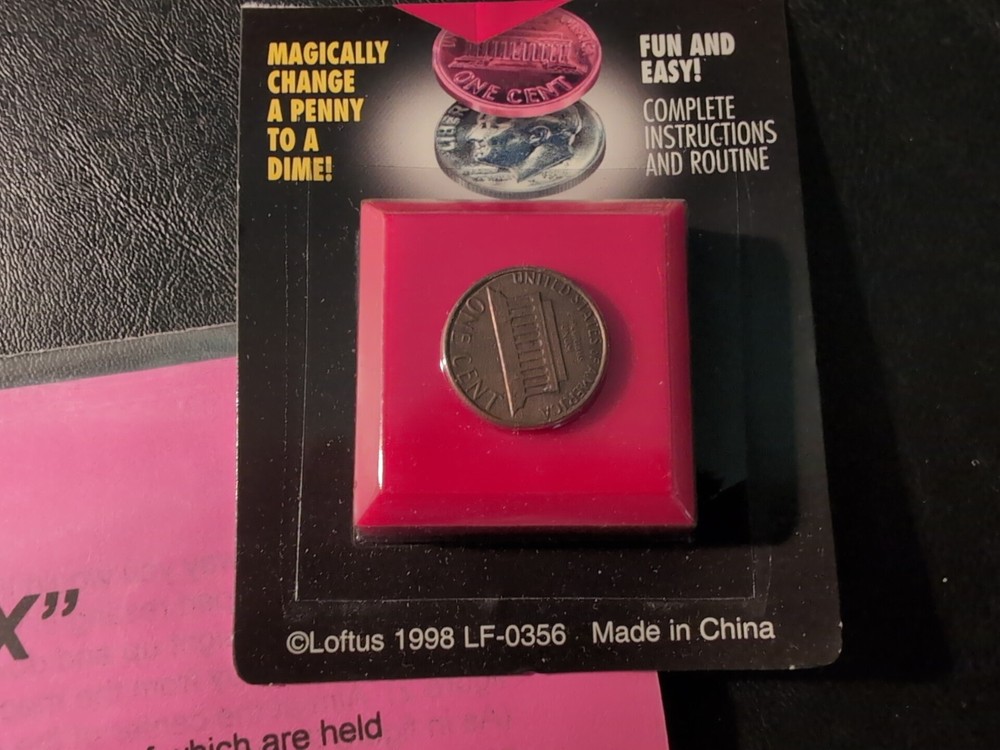 MAGICALLY
CHANGE
A PENNY
TO A
DIME!
ONE CENT
LIBER
FUN AND
EASY!
COMPLETE
INSTRUCTIONS
AND ROUTINE
UNITED STATES OF AMERICA
ONE CENT
©Loftus 1998 LF-0356 Made in China
X”
which are held